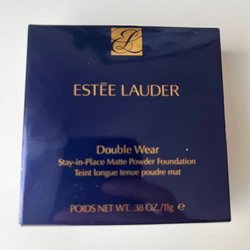 ESTĒE LAUDER
Double Wear
Stay-in-Place Matte Powder Foundation
Teint longue tenue poudre mat
POIDS NET WT. .38 OZ./11g ℮